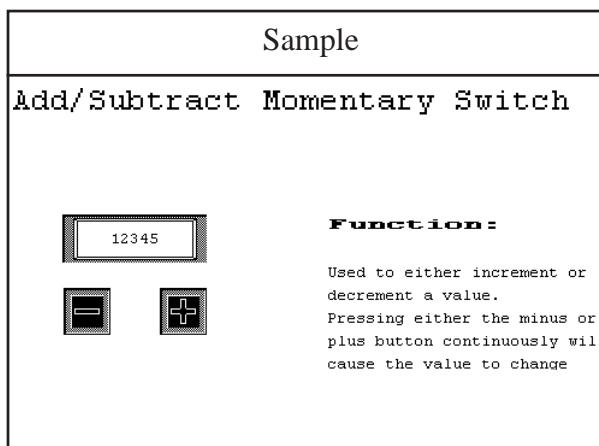 Sample
Add/Subtract Momentary Switch
12345
Function:
Used to either increment or
decrement a value.
Pressing either the minus or
plus button continuously wil
cause the value to change